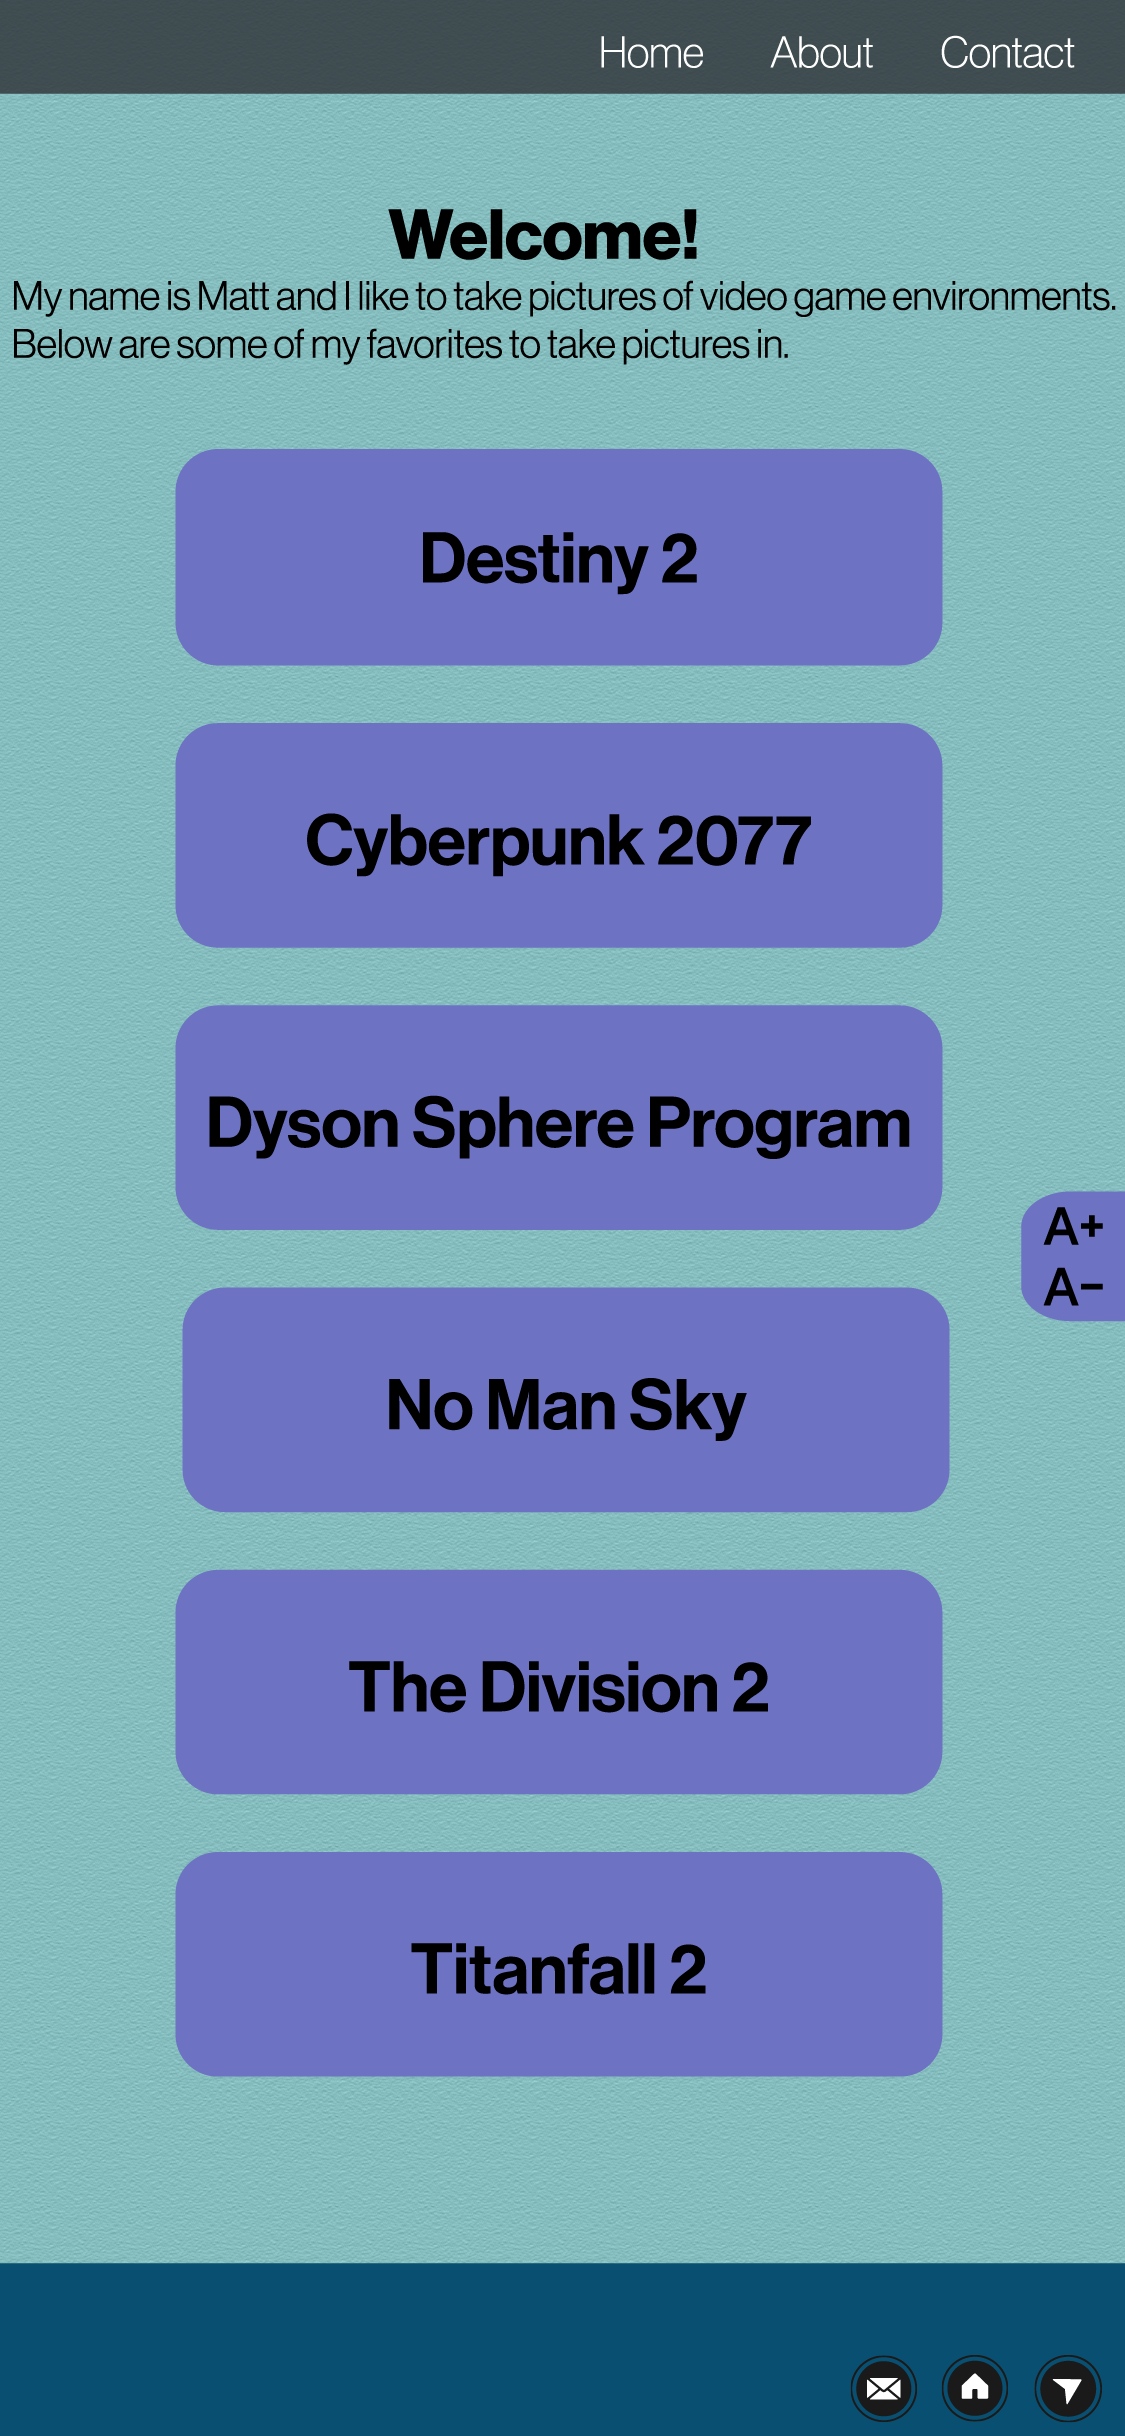 Home About Contact
Welcome!
My name is Matt and I like to take pictures of video game environments.
Below are some of my favorites to take pictures in.
Destiny 2
Cyberpunk 2077
Dyson Sphere Program
A+
A−
No Man Sky
The Division 2
Titanfall 2